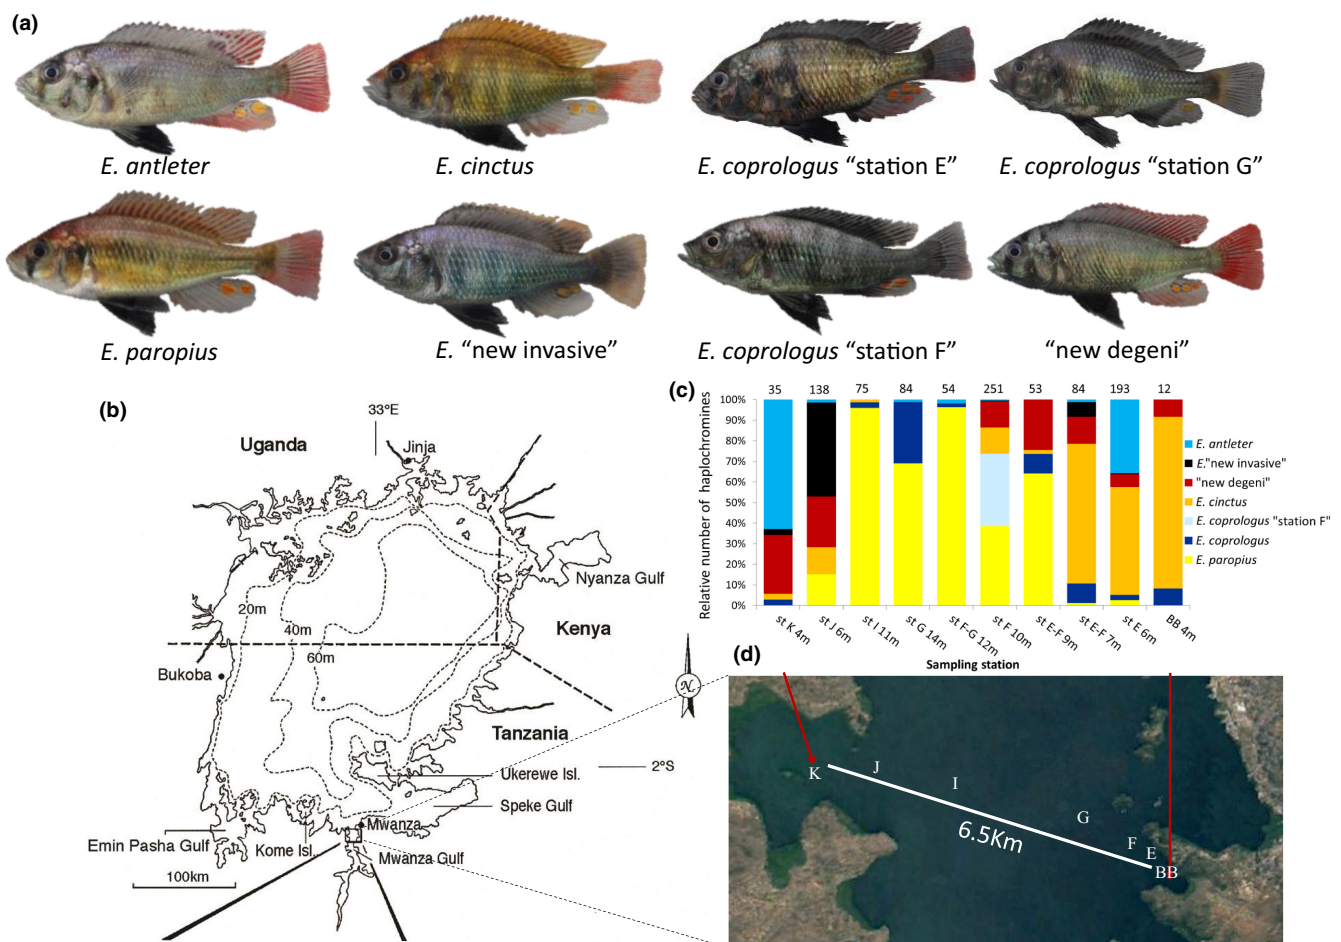 (a)
E. antleter
E. cinctus
E. coprologus "station E"
E. coprologus "station G"
E. paropius
E. "new invasive"
E. coprologus "station F"
"new degeni"
(b)
33°E
Uganda
Jinja
Nyanza Gulf
20m
40m
60m
Kenya
Bukoba
N
Tanzania
Ukerewe Isl.
2°S
Speke Gulf
Mwanza
Emin Pasha Gulf
Kome Isl.
Mwanza Gulf
100km
(c)
35 138 75 84 54 251 53 84 193 12
Relative number of haplochromines
100%
90%
80%
70%
60%
50%
40%
30%
20%
10%
0%
st K 4m
st J 6m
st I 11m
st G 14m
st F-G 12m
st F 10m
st E-F 9m
st E-F 7m
st E 6m
BB 4m
Sampling station
E. antleter
E."new invasive"
"new degeni"
E. cinctus
E. coprologus "station F"
E. coprologus
E. paropius
(d)
K
J
I
G
F
E
BB
6.5Km